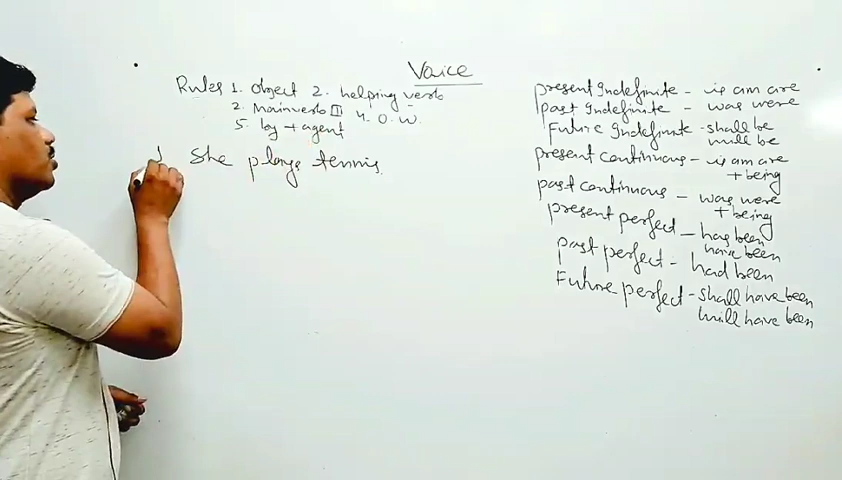 Voice
Rules 1. Object 2. helping verb
2. Mainverb III 4. O.W.
5. by + agent
1. She plays tennis.
present Indefinite - is am are
past Indefinite - was were
Future Indefinite - shall be
will be
present continuous - is am are
+ being
past continuous - was were
+ being
present perfect - has been
have been
past perfect - had been
Future perfect - shall have been
will have been